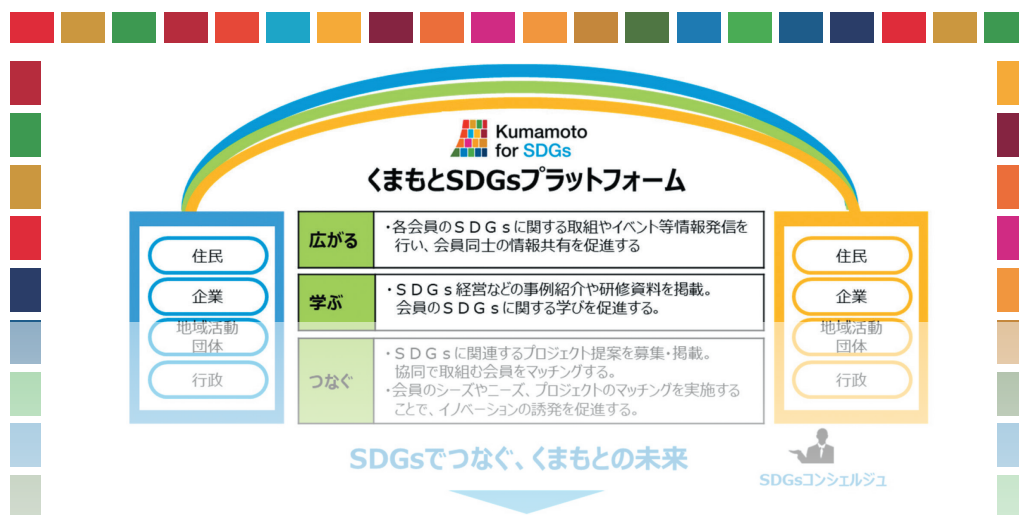 Kumamoto
for SDGs
くまもとSDGsプラットフォーム
住民
企業
地域活動
団体
行政
広がる
・各会員のＳＤＧｓに関する取組やイベント等情報発信を
行い、会員同士の情報共有を促進する
学ぶ
・ＳＤＧｓ経営などの事例紹介や研修資料を掲載。
会員のＳＤＧｓに関する学びを促進する。
つなぐ
・ＳＤＧｓに関連するプロジェクト提案を募集・掲載。
協同で取組む会員をマッチングする。
・会員のシーズやニーズ、プロジェクトのマッチングを実施する
ことで、イノベーションの誘発を促進する。
住民
企業
地域活動
団体
行政
SDGsでつなぐ、くまもとの未来
SDGsコンシェルジュ